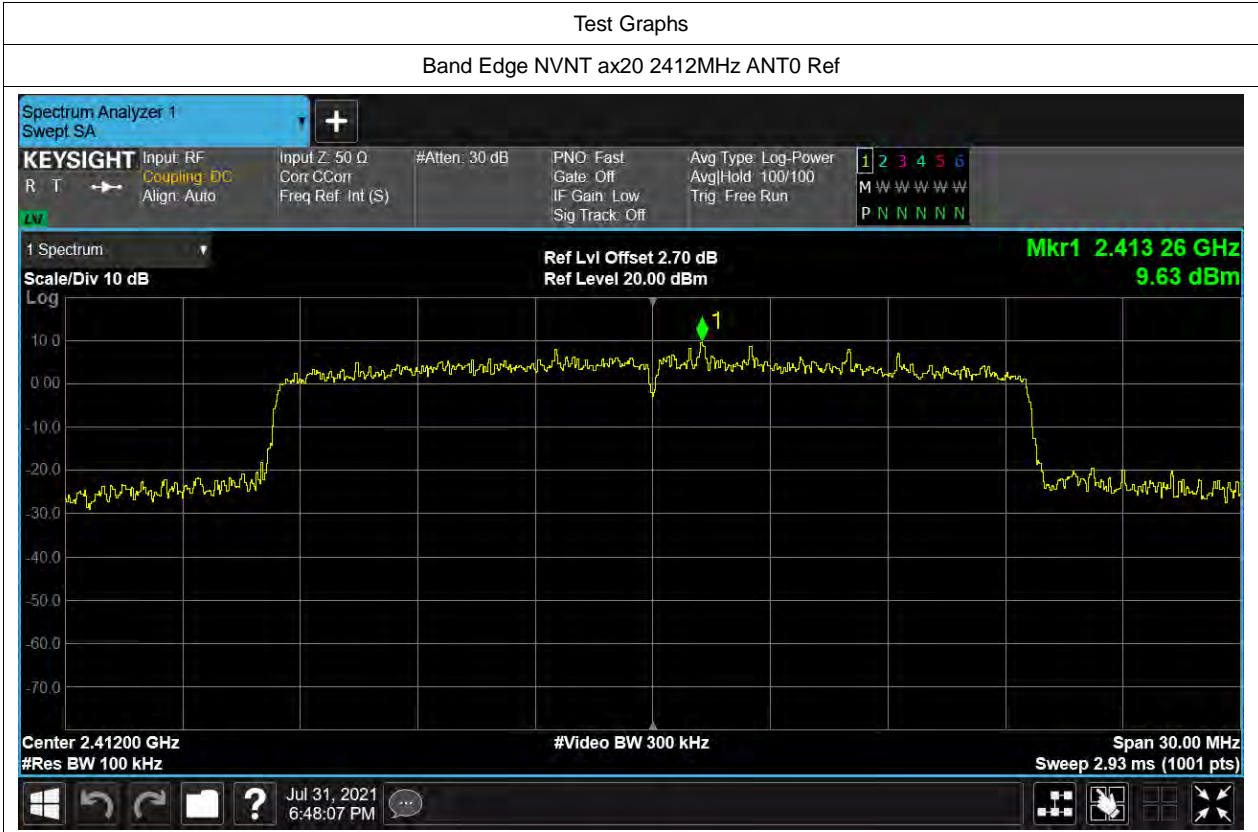 Test Graphs
Band Edge NVNT ax20 2412MHz ANT0 Ref
Spectrum Analyzer 1
Swept SA
KEYSIGHT
R T
Input: RF
Coupling: DC
Align: Auto
Input Z: 50 Ω
Corr CCorr
Freq Ref: Int (S)
#Atten: 30 dB
PNO: Fast
Gate: Off
IF Gain: Low
Sig Track: Off
Avg Type: Log-Power
Avg|Hold: 100/100
Trig: Free Run
1 2 3 4 5 6
M W W W W W
P N N N N N
1 Spectrum
Scale/Div 10 dB
Log
Ref Lvl Offset 2.70 dB
Ref Level 20.00 dBm
Mkr1 2.413 26 GHz
9.63 dBm
1
10.0
0.00
-10.0
-20.0
-30.0
-40.0
-50.0
-60.0
-70.0
Center 2.41200 GHz
#Res BW 100 kHz
#Video BW 300 kHz
Span 30.00 MHz
Sweep 2.93 ms (1001 pts)
?
Jul 31, 2021
6:48:07 PM